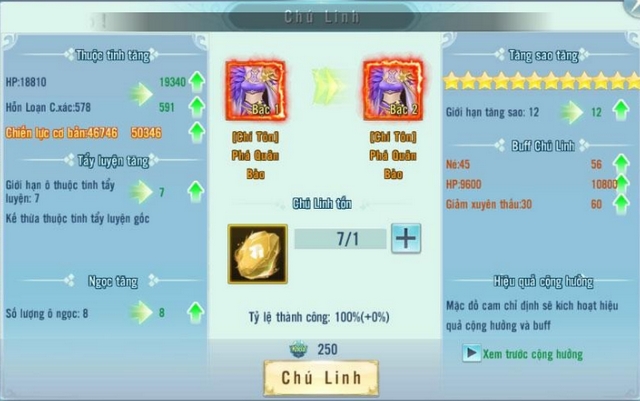 Chú Linh
Thuộc tính tăng
HP:18810 19340
Hỗn Loạn C.xác:578 591
Chiến lực cơ bản:46746 50346
Tẩy luyện tăng
Giới hạn ô thuộc tính tẩy
luyện: 7 7
Kế thừa thuộc tính tẩy luyện gốc
Ngọc tăng
Số lượng ô ngọc: 8 8
Bậc 1 Bậc 2
[Chí Tôn] [Chí Tôn]
Phá Quân Phá Quân
Bào Bào
Chú Linh tốn
7/1
Tỷ lệ thành công: 100%(+0%)
250
Chú Linh
Tăng sao tăng
Giới hạn tăng sao: 12 12
Buff Chú Linh
Né:45 56
HP:9600 10800
Giảm xuyên thấu:30 60
Hiệu quả cộng hưởng
Mặc đồ cam chỉ định sẽ kích hoạt hiệu
quả cộng hưởng và buff
Xem trước cộng hưởng